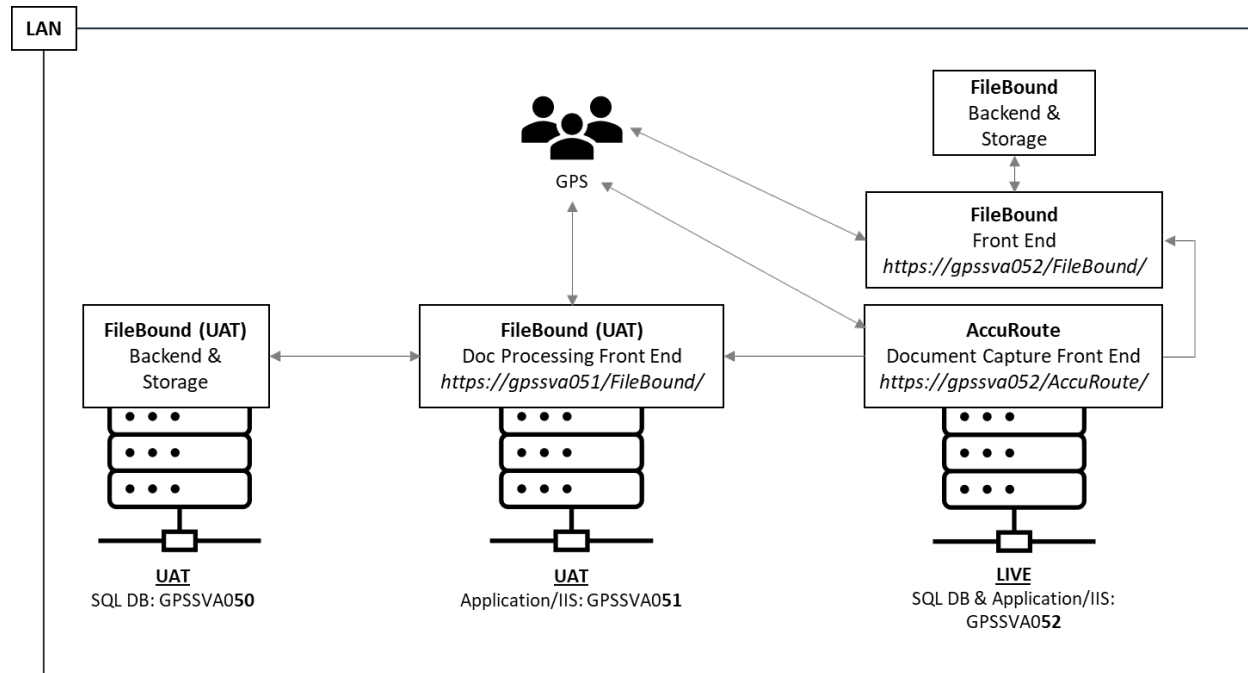 LAN
FileBound
Backend &
Storage
GPS
FileBound
Front End
https://gpssva052/FileBound/
FileBound (UAT)
Backend &
Storage
FileBound (UAT)
Doc Processing Front End
https://gpssva051/FileBound/
AccuRoute
Document Capture Front End
https://gpssva052/AccuRoute/
UAT
SQL DB: GPSSVA050
UAT
Application/IIS: GPSSVA051
LIVE
SQL DB & Application/IIS:
GPSSVA052